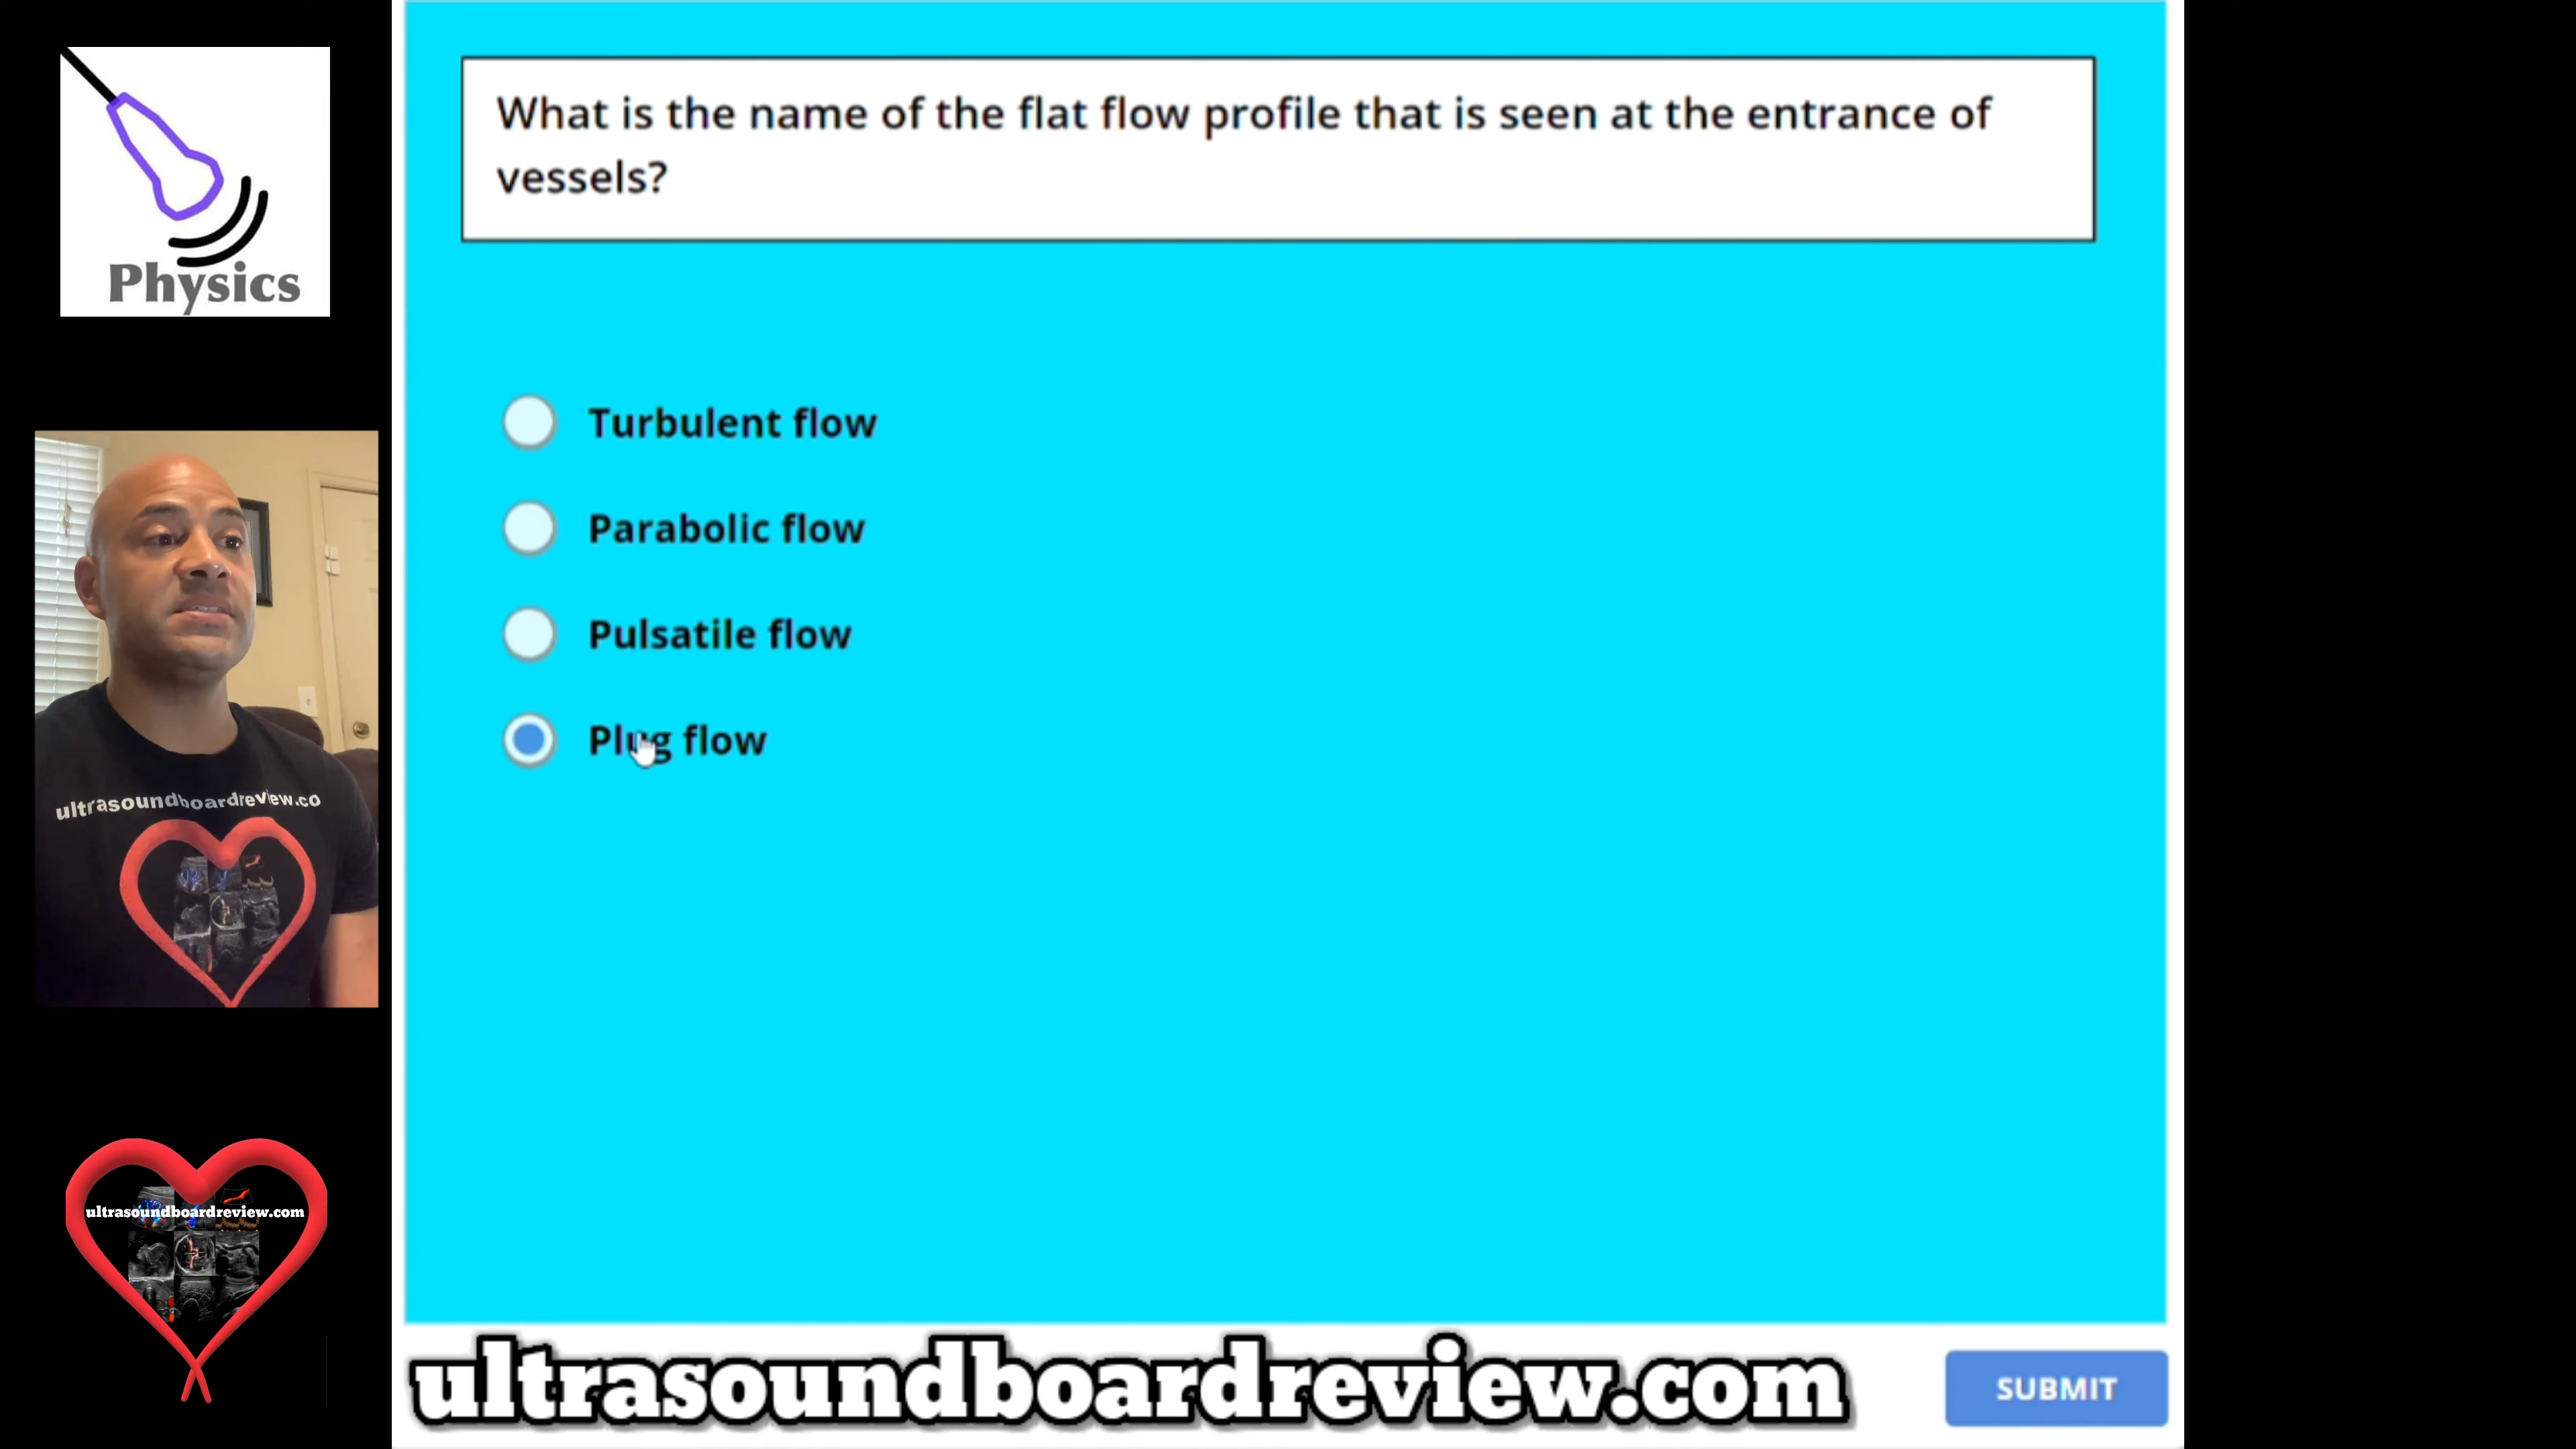 Physics
What is the name of the flat flow profile that is seen at the entrance of
vessels?
Turbulent flow
Parabolic flow
Pulsatile flow
Plug flow
ultrasoundboardreview.co
ultrasoundboardreview.com
ultrasoundboardreview.com
SUBMIT